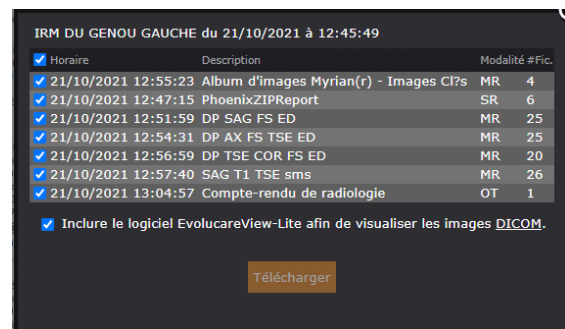 IRM DU GENOU GAUCHE du 21/10/2021 à 12:45:49
Horaire Description Modalité #Fic.
21/10/2021 12:55:23 Album d'images Myrian(r) - Images Cl?s MR 4
21/10/2021 12:47:15 PhoenixZIPReport SR 6
21/10/2021 12:51:59 DP SAG FS ED MR 25
21/10/2021 12:54:31 DP AX FS TSE ED MR 25
21/10/2021 12:56:59 DP TSE COR FS ED MR 20
21/10/2021 12:57:40 SAG T1 TSE sms MR 26
21/10/2021 13:04:57 Compte-rendu de radiologie OT 1
Inclure le logiciel EvolucareView-Lite afin de visualiser les images DICOM.
Télécharger